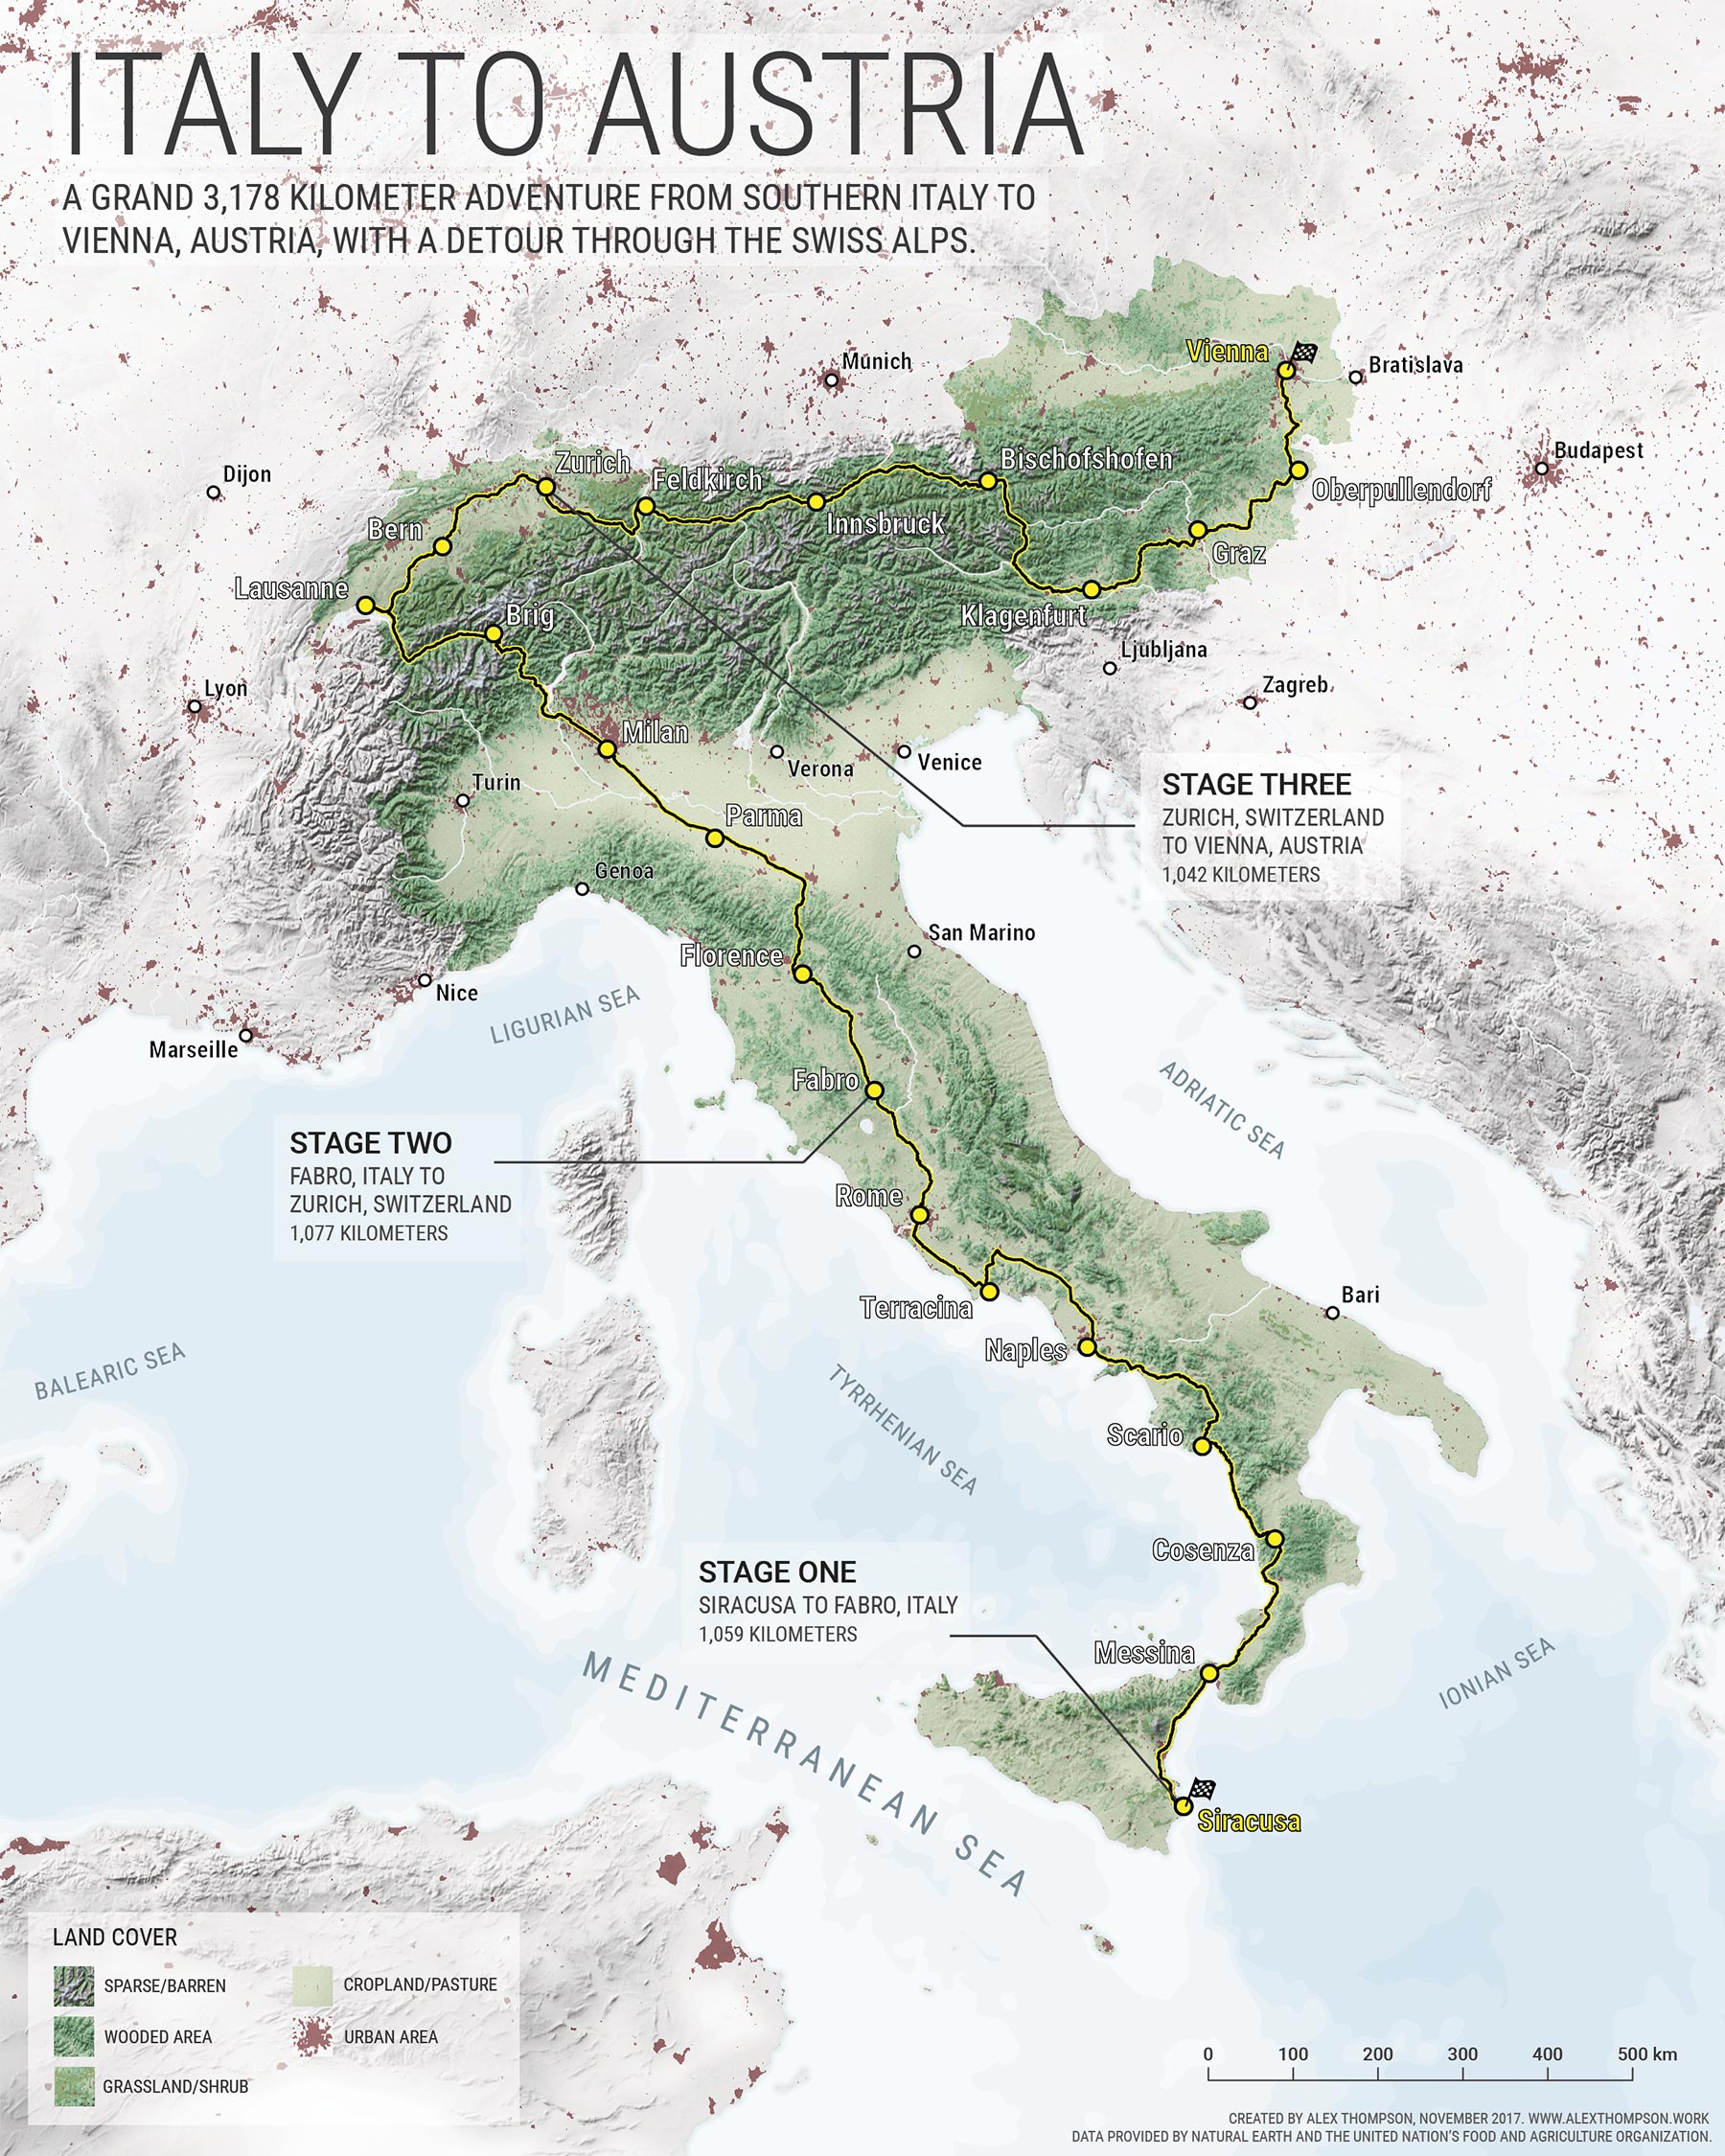 ITALY TO AUSTRIA
A GRAND 3,178 KILOMETER ADVENTURE FROM SOUTHERN ITALY TO
VIENNA, AUSTRIA, WITH A DETOUR THROUGH THE SWISS ALPS.
Vienna
Munich
Bratislava
Budapest
Dijon
Zurich
Feldkirch
Bischofshofen
Oberpullendorf
Bern
Innsbruck
Graz
Lausanne
Brig
Klagenfurt
Ljubljana
Lyon
Zagreb
Milan
Verona
Venice
Turin
Parma
STAGE THREE
ZURICH, SWITZERLAND
TO VIENNA, AUSTRIA
1,042 KILOMETERS
Genoa
San Marino
Florence
Nice
LIGURIAN SEA
Marseille
Fabro
ADRIATIC SEA
STAGE TWO
FABRO, ITALY TO
ZURICH, SWITZERLAND
1,077 KILOMETERS
Rome
Terracina
Bari
Naples
BALEARIC SEA
TYRRHENIAN SEA
Scario
Cosenza
STAGE ONE
SIRACUSA TO FABRO, ITALY
1,059 KILOMETERS
Messina
IONIAN SEA
MEDITERRANEAN SEA
Siracusa
LAND COVER
SPARSE/BARREN
CROPLAND/PASTURE
WOODED AREA
URBAN AREA
GRASSLAND/SHRUB
0 100 200 300 400 500 km
CREATED BY ALEX THOMPSON, NOVEMBER 2017. WWW.ALEXTHOMPSON.WORK
DATA PROVIDED BY NATURAL EARTH AND THE UNITED NATION'S FOOD AND AGRICULTURE ORGANIZATION.